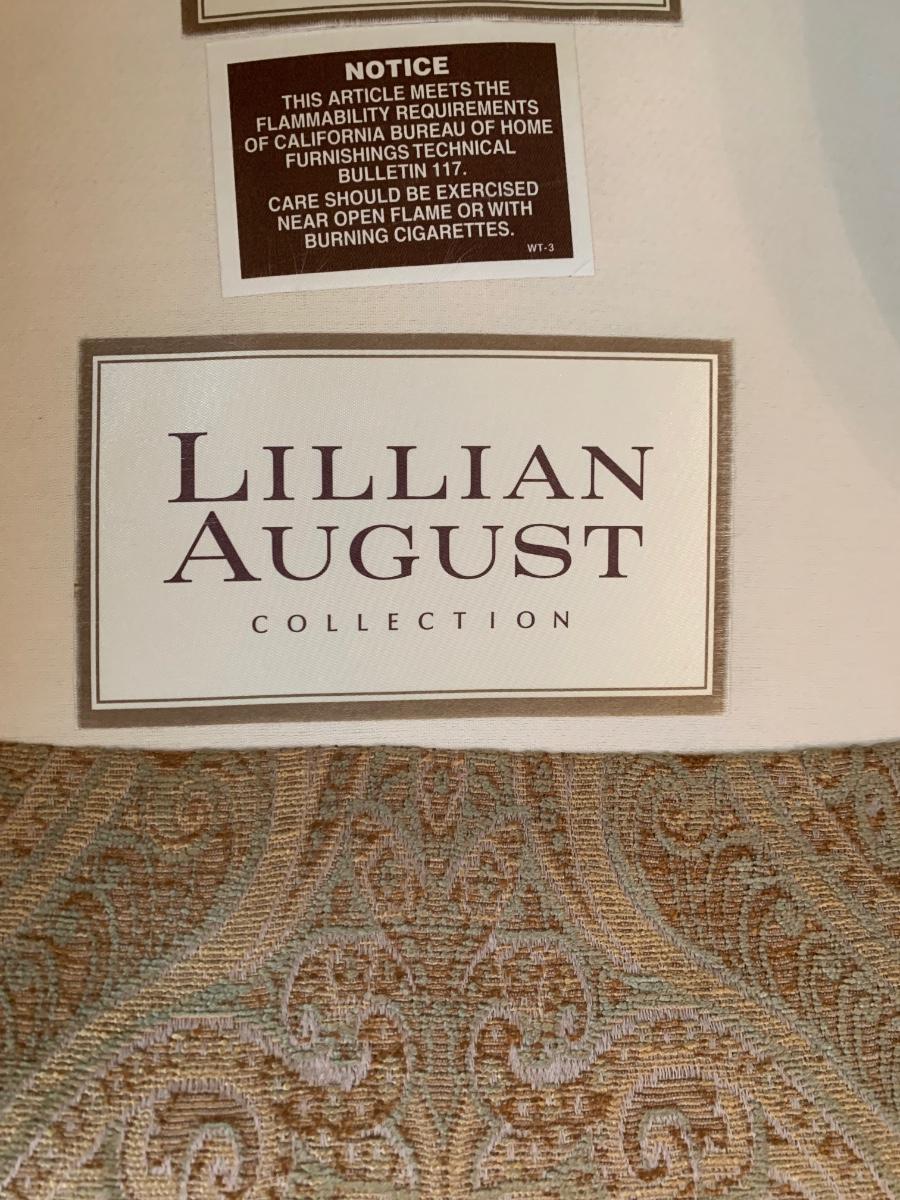 NOTICE
THIS ARTICLE MEETS THE
FLAMMABILITY REQUIREMENTS
OF CALIFORNIA BUREAU OF HOME
FURNISHINGS TECHNICAL
BULLETIN 117.
CARE SHOULD BE EXERCISED
NEAR OPEN FLAME OR WITH
BURNING CIGARETTES.
WT-3
LILLIAN
AUGUST
COLLECTION